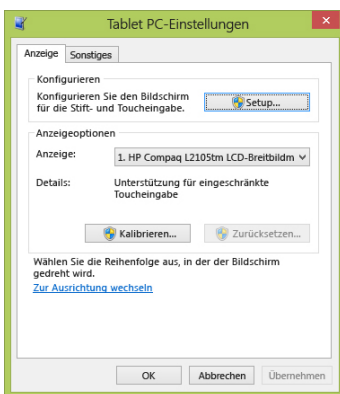 Tablet PC-Einstellungen
Anzeige Sonstiges
Konfigurieren
Konfigurieren Sie den Bildschirm
für die Stift- und Toucheingabe.
Setup...
Anzeigeoptionen
Anzeige: 1. HP Compaq L2105tm LCD-Breitbildm
Details: Unterstützung für eingeschränkte
Toucheingabe
Kalibrieren... Zurücksetzen...
Wählen Sie die Reihenfolge aus, in der der Bildschirm
gedreht wird.
Zur Ausrichtung wechseln
OK Abbrechen Übernehmen